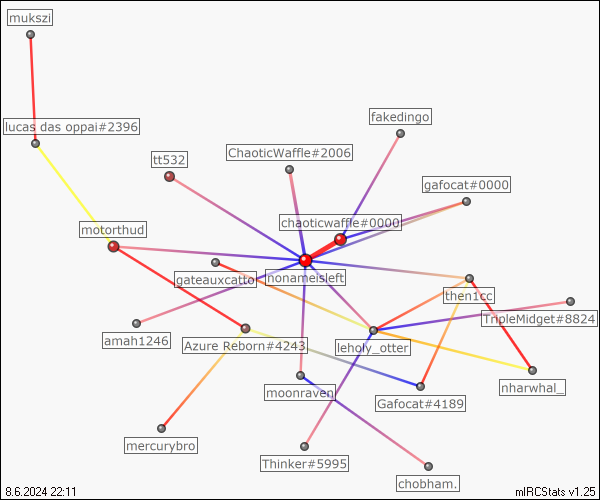 mukszi
lucas das oppai#2396
fakedingo
ChaoticWaffle#2006
tt532
gafocat#0000
chaoticwaffle#0000
motorthud
nonameisleft
gateauxcatto
then1cc
TripleMidget#8824
amah1246
Azure Reborn#4243
leholy_otter
nharwhal_
moonraven
Gafocat#4189
mercurybro
Thinker#5995
chobham.
8.6.2024 22:11
mIRCStats v1.25